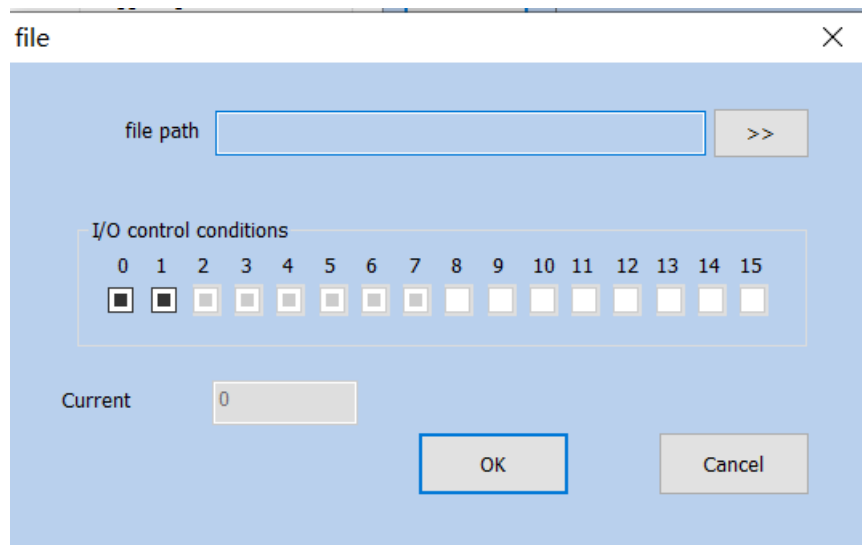 file
file path
>>
I/O control conditions
0 1 2 3 4 5 6 7 8 9 10 11 12 13 14 15
Current 0
OK Cancel